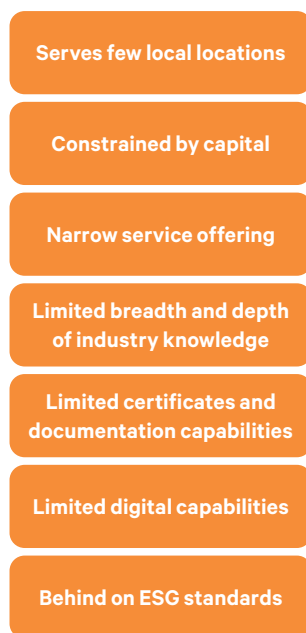 Serves few local locations
Constrained by capital
Narrow service offering
Limited breadth and depth
of industry knowledge
Limited certificates and
documentation capabilities
Limited digital capabilities
Behind on ESG standards